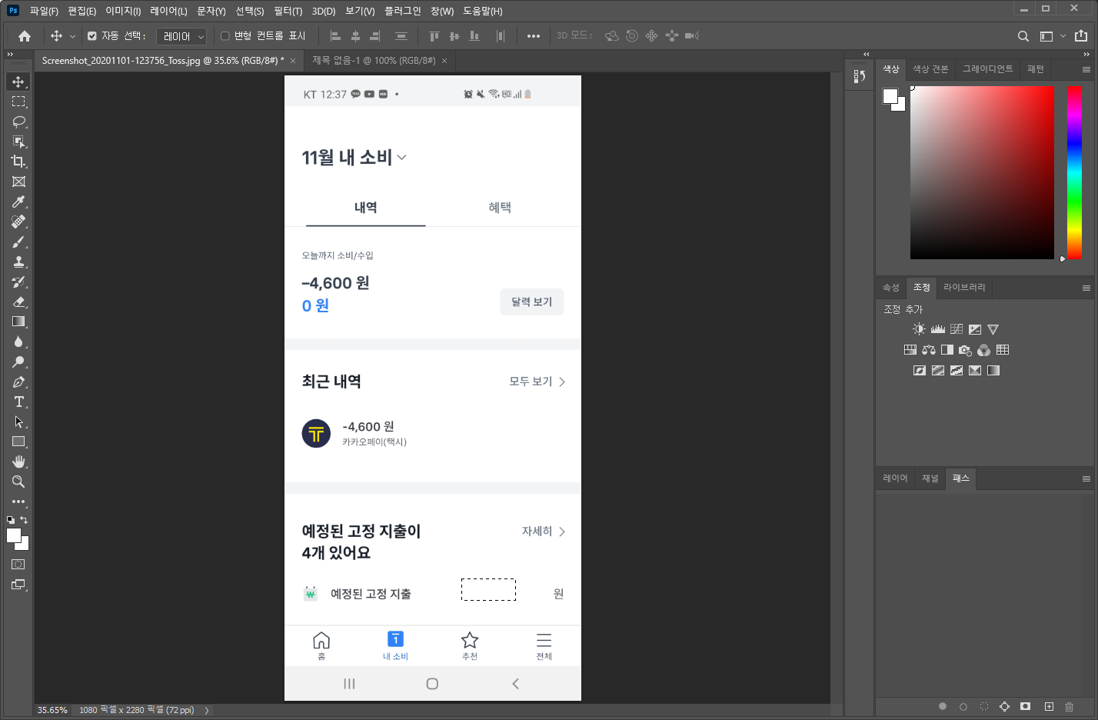 Ps 파일(F) 편집(E) 이미지(I) 레이어(L) 문자(Y) 선택(S) 필터(T) 3D(D) 보기(V) 플러그인 창(W) 도움말(H)
자동 선택: 레이어 변형 컨트롤 표시 3D 모드:
Screenshot_20201101-123756_Toss.jpg @ 35.6% (RGB/8#) * × 제목 없음-1 @ 100% (RGB/8#) ×
KT 12:37
11월 내 소비
내역 혜택
오늘까지 소비/수입
–4,600 원
0 원
달력 보기
최근 내역 모두 보기
-4,600 원
카카오페이(택시)
예정된 고정 지출이 자세히
4개 있어요
예정된 고정 지출 원
1
홈 내 소비 추천 전체
35.65% 1080 픽셀 x 2280 픽셀 (72 ppi)
색상 색상 견본 그레이디언트 패턴
속성 조정 라이브러리
조정 추가
레이어 채널 패스